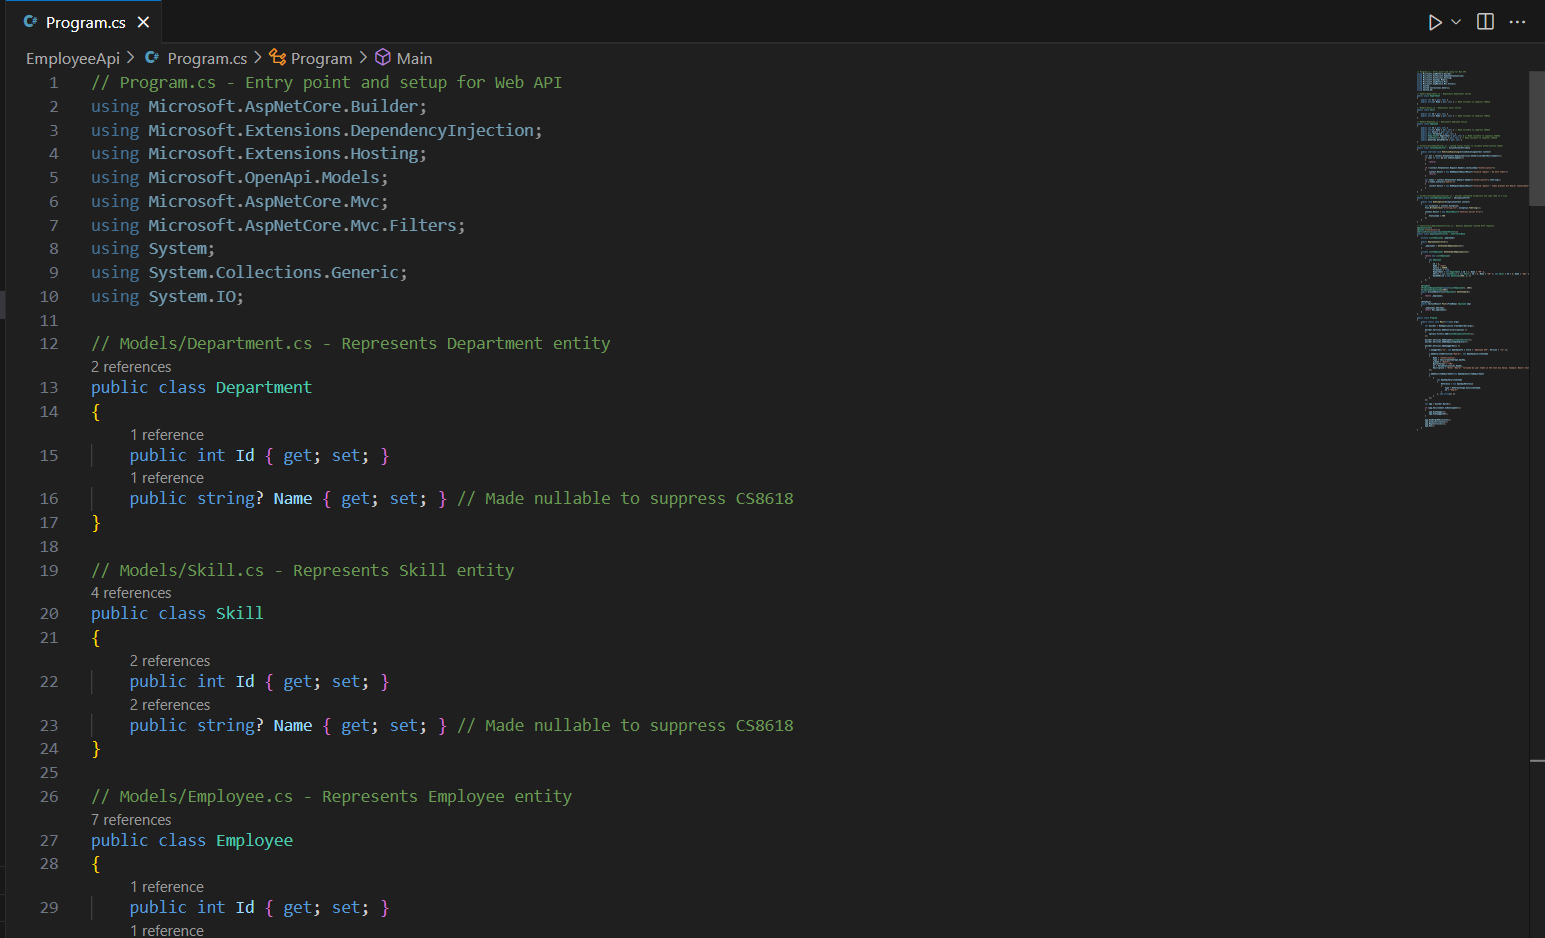 C# Program.cs
EmployeeApi > C# Program.cs > Program > Main
1 // Program.cs - Entry point and setup for Web API
2 using Microsoft.AspNetCore.Builder;
3 using Microsoft.Extensions.DependencyInjection;
4 using Microsoft.Extensions.Hosting;
5 using Microsoft.OpenApi.Models;
6 using Microsoft.AspNetCore.Mvc;
7 using Microsoft.AspNetCore.Mvc.Filters;
8 using System;
9 using System.Collections.Generic;
10 using System.IO;
11
12 // Models/Department.cs - Represents Department entity
2 references
13 public class Department
14 {
1 reference
15 public int Id { get; set; }
1 reference
16 public string? Name { get; set; } // Made nullable to suppress CS8618
17 }
18
19 // Models/Skill.cs - Represents Skill entity
4 references
20 public class Skill
21 {
2 references
22 public int Id { get; set; }
2 references
23 public string? Name { get; set; } // Made nullable to suppress CS8618
24 }
25
26 // Models/Employee.cs - Represents Employee entity
7 references
27 public class Employee
28 {
1 reference
29 public int Id { get; set; }
1 reference